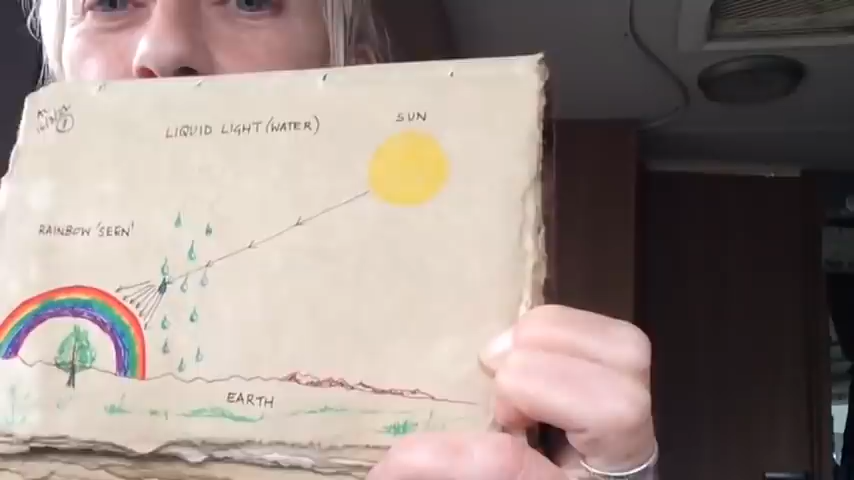 LIQUID LIGHT (WATER)
SUN
RAINBOW 'SEEN'
EARTH